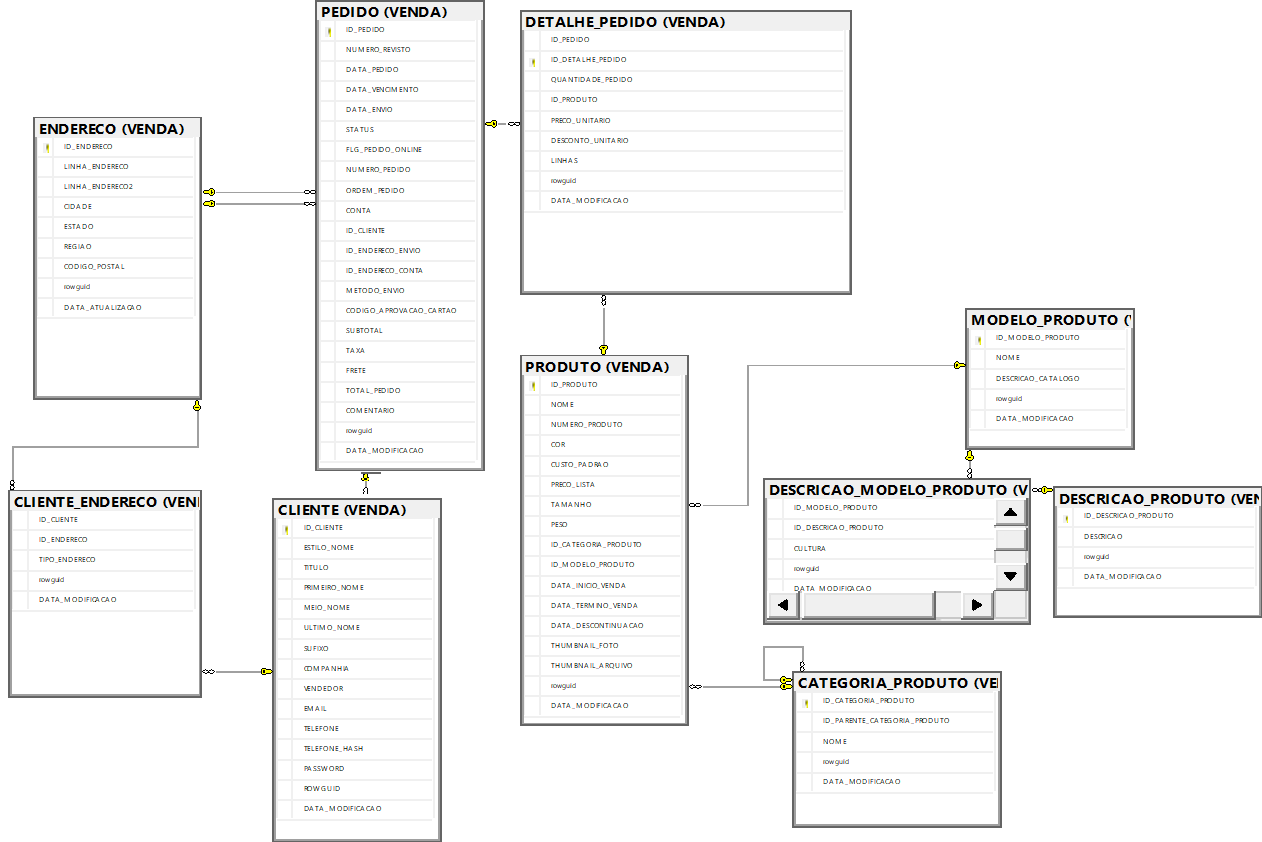 PEDIDO (VENDA)
ID_PEDIDO
NUMERO_REVISTO
DATA_PEDIDO
DATA_VENCIMENTO
DATA_ENVIO
STATUS
FLG_PEDIDO_ONLINE
NUMERO_PEDIDO
ORDEM_PEDIDO
CONTA
ID_CLIENTE
ID_ENDERECO_ENVIO
ID_ENDERECO_CONTA
METODO_ENVIO
CODIGO_APROVACAO_CARTAO
SUBTOTAL
TAXA
FRETE
TOTAL_PEDIDO
COMENTARIO
rowguid
DATA_MODIFICACAO
DETALHE_PEDIDO (VENDA)
ID_PEDIDO
ID_DETALHE_PEDIDO
QUANTIDADE_PEDIDO
ID_PRODUTO
PRECO_UNITARIO
DESCONTO_UNITARIO
LINHAS
rowguid
DATA_MODIFICACAO
ENDERECO (VENDA)
ID_ENDERECO
LINHA_ENDERECO
LINHA_ENDERECO2
CIDADE
ESTADO
REGIAO
CODIGO_POSTAL
rowguid
DATA_ATUALIZACAO
MODELO_PRODUTO (V
ID_MODELO_PRODUTO
NOME
DESCRICAO_CATALOGO
rowguid
DATA_MODIFICACAO
PRODUTO (VENDA)
ID_PRODUTO
NOME
NUMERO_PRODUTO
COR
CUSTO_PADRAO
PRECO_LISTA
TAMANHO
PESO
ID_CATEGORIA_PRODUTO
ID_MODELO_PRODUTO
DATA_INICIO_VENDA
DATA_TERMINO_VENDA
DATA_DESCONTINUACAO
THUMBNAIL_FOTO
THUMBNAIL_ARQUIVO
rowguid
DATA_MODIFICACAO
DESCRICAO_MODELO_PRODUTO (V
ID_MODELO_PRODUTO
ID_DESCRICAO_PRODUTO
CULTURA
rowguid
DATA_MODIFICACAO
DESCRICAO_PRODUTO (VEN
ID_DESCRICAO_PRODUTO
DESCRICAO
rowguid
DATA_MODIFICACAO
CLIENTE_ENDERECO (VEN
ID_CLIENTE
ID_ENDERECO
TIPO_ENDERECO
rowguid
DATA_MODIFICACAO
CLIENTE (VENDA)
ID_CLIENTE
ESTILO_NOME
TITULO
PRIMEIRO_NOME
MEIO_NOME
ULTIMO_NOME
SUFIXO
COMPANHIA
VENDEDOR
EMAIL
TELEFONE
TELEFONE_HASH
PASSWORD
ROWGUID
DATA_MODIFICACAO
CATEGORIA_PRODUTO (VE
ID_CATEGORIA_PRODUTO
ID_PARENTE_CATEGORIA_PRODUTO
NOME
rowguid
DATA_MODIFICACAO